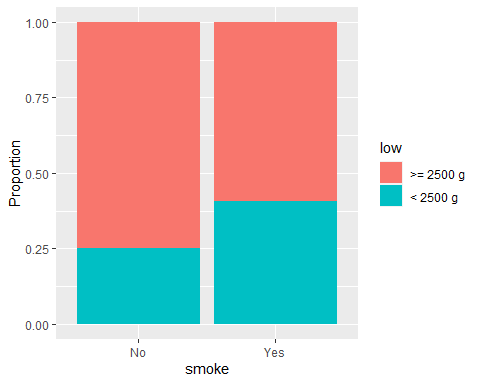 1.00
0.75
0.50
0.25
0.00
Proportion
No
Yes
smoke
low
>= 2500 g
< 2500 g